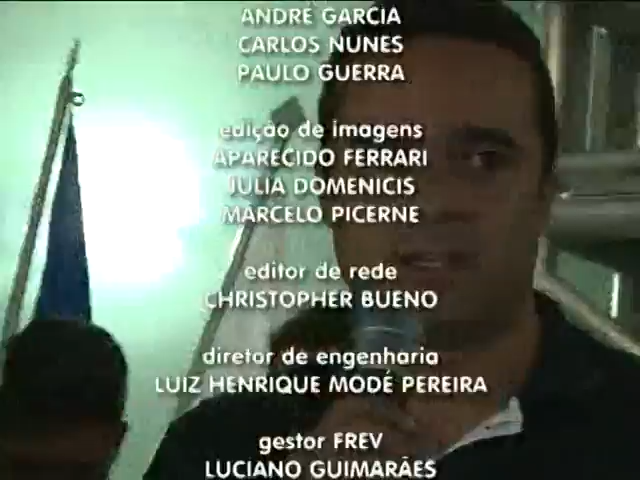 ANDRÉ GARCIA
CARLOS NUNES
PAULO GUERRA
edição de imagens
APARECIDO FERRARI
JULIA DOMENICIS
MARCELO PICERNE
editor de rede
CHRISTOPHER BUENO
diretor de engenharia
LUIZ HENRIQUE MODÉ PEREIRA
gestor FREV
LUCIANO GUIMARÃES